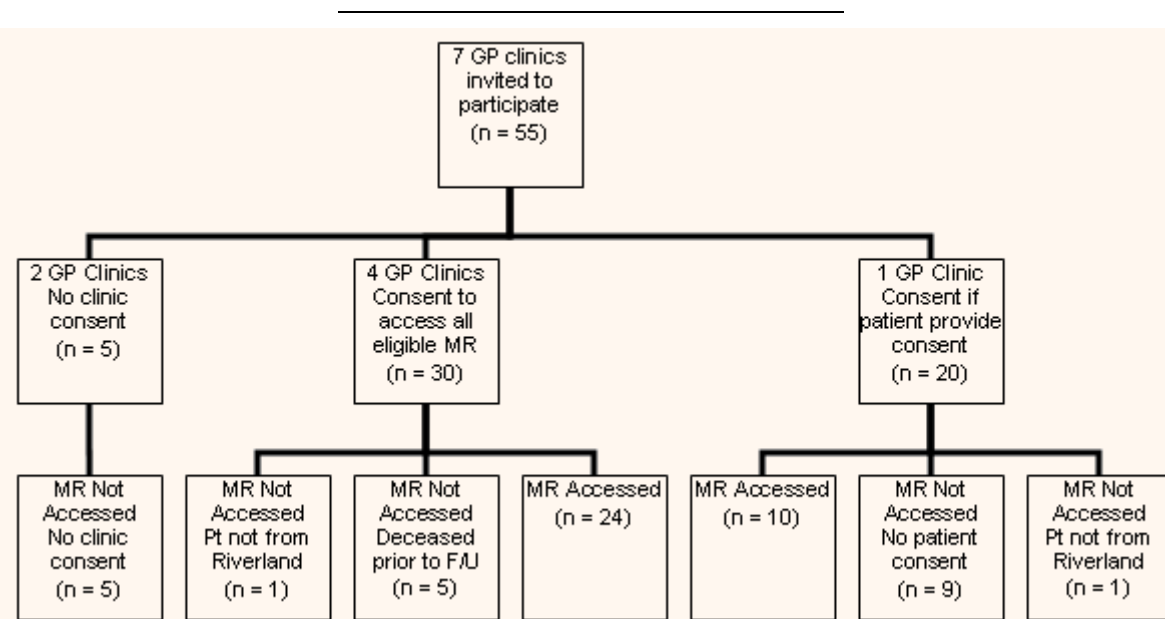 7 GP clinics
invited to
participate
(n = 55)
2 GP Clinics
No clinic
consent
(n = 5)
4 GP Clinics
Consent to
access all
eligible MR
(n = 30)
1 GP Clinic
Consent if
patient provide
consent
(n = 20)
MR Not
Accessed
No clinic
consent
(n = 5)
MR Not
Accessed
Pt not from
Riverland
(n = 1)
MR Not
Accessed
Deceased
prior to F/U
(n = 5)
MR Accessed
(n = 24)
MR Accessed
(n = 10)
MR Not
Accessed
No patient
consent
(n = 9)
MR Not
Accessed
Pt not from
Riverland
(n = 1)